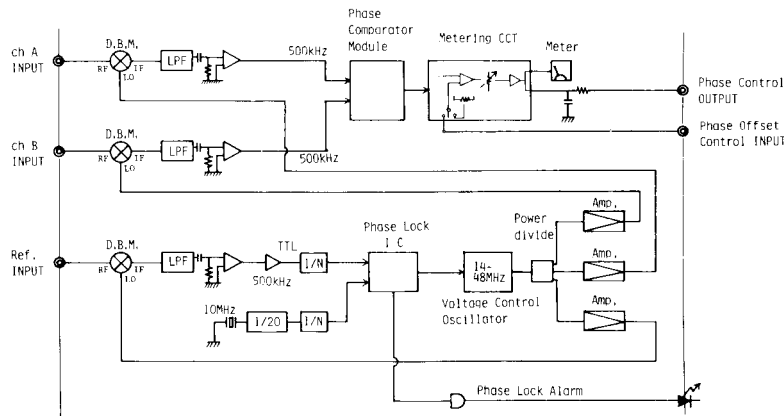 Phase
Comparator
Module
Metering CCT
Meter
ch A
INPUT
D.B.M.
RF
IF
LO
LPF
500kHz
Phase Control
OUTPUT
Phase Offset
Control INPUT
ch B
INPUT
D.B.M.
RF
IF
LO
LPF
500kHz
Ref.
INPUT
D.B.M.
RF
IF
LO
LPF
TTL
500kHz
1/N
Phase Lock
I C
14-
48MHz
Voltage Control
Oscillator
Power
divide
Amp.
Amp.
Amp.
10MHz
1/20
1/N
Phase Lock Alarm